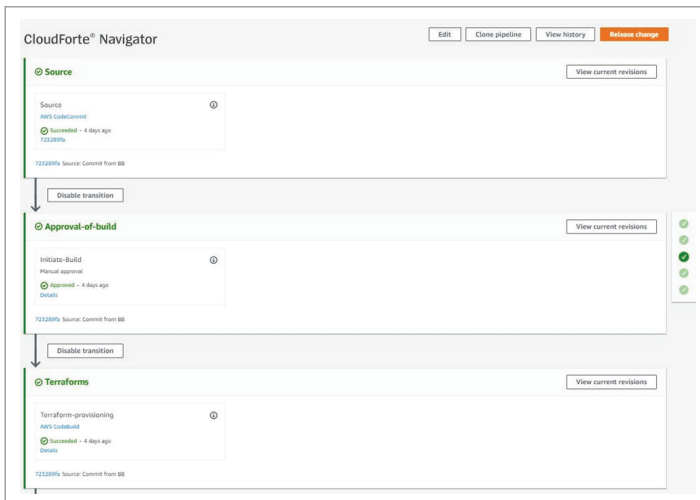 CloudForte® Navigator
Edit
Clone pipeline
View history
Release change
Source
View current revisions
Source
AWS CodeCommit
Succeeded - 4 days ago
723289fa
723289fa Source: Commit from BB
Disable transition
Approval-of-build
View current revisions
Initiate-Build
Manual approval
Approved - 4 days ago
Details
723289fa Source: Commit from BB
Disable transition
Terraforms
View current revisions
Terraform-provisioning
AWS CodeBuild
Succeeded - 4 days ago
Details
723289fa Source: Commit from BB